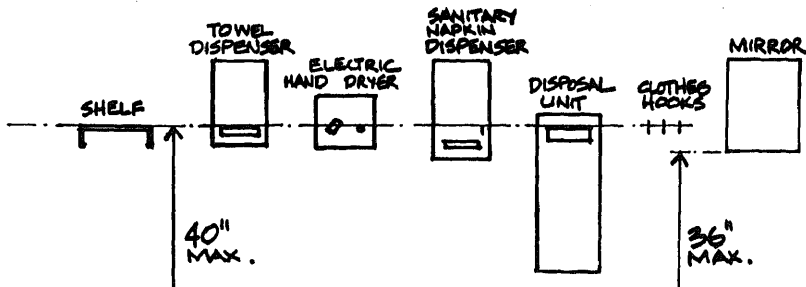 SHELF
TOWEL
DISPENSER
ELECTRIC
HAND DRYER
SANITARY
NAPKIN
DISPENSER
DISPOSAL
UNIT
CLOTHES
HOOKS
MIRROR
40"
MAX.
36"
MAX.